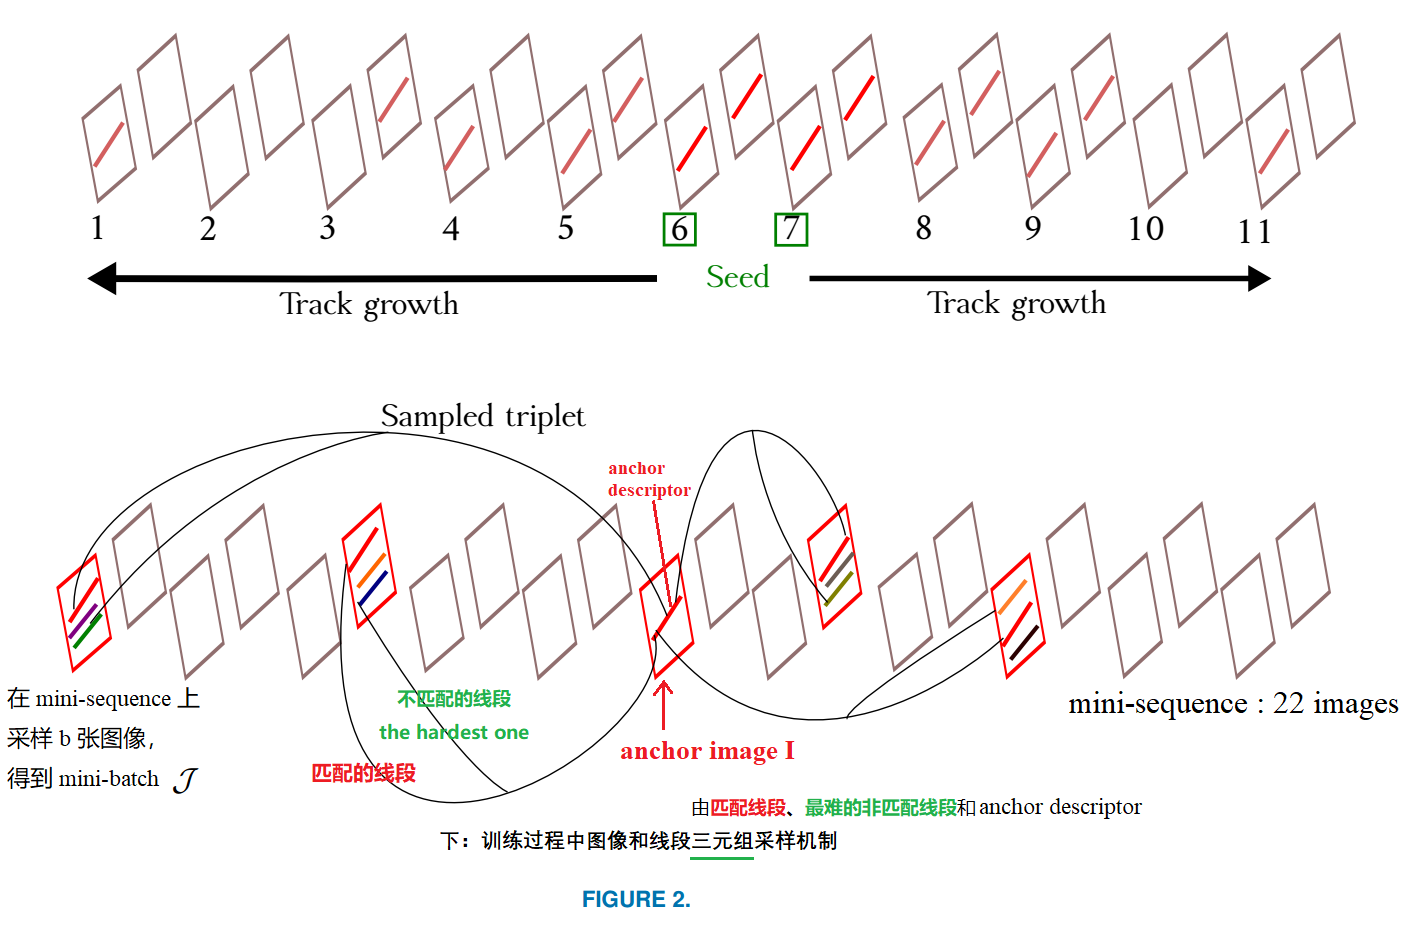 1 2 3 4 5 6 7 8 9 10 11
Seed
Track growth Track growth
Sampled triplet
anchor
descriptor
在 mini-sequence 上
采样 b 张图像，
得到 mini-batch 𝒥
不匹配的线段
the hardest one
匹配的线段
anchor image I
mini-sequence : 22 images
由匹配线段、最难的非匹配线段和 anchor descriptor
下：训练过程中图像和线段三元组采样机制
FIGURE 2.